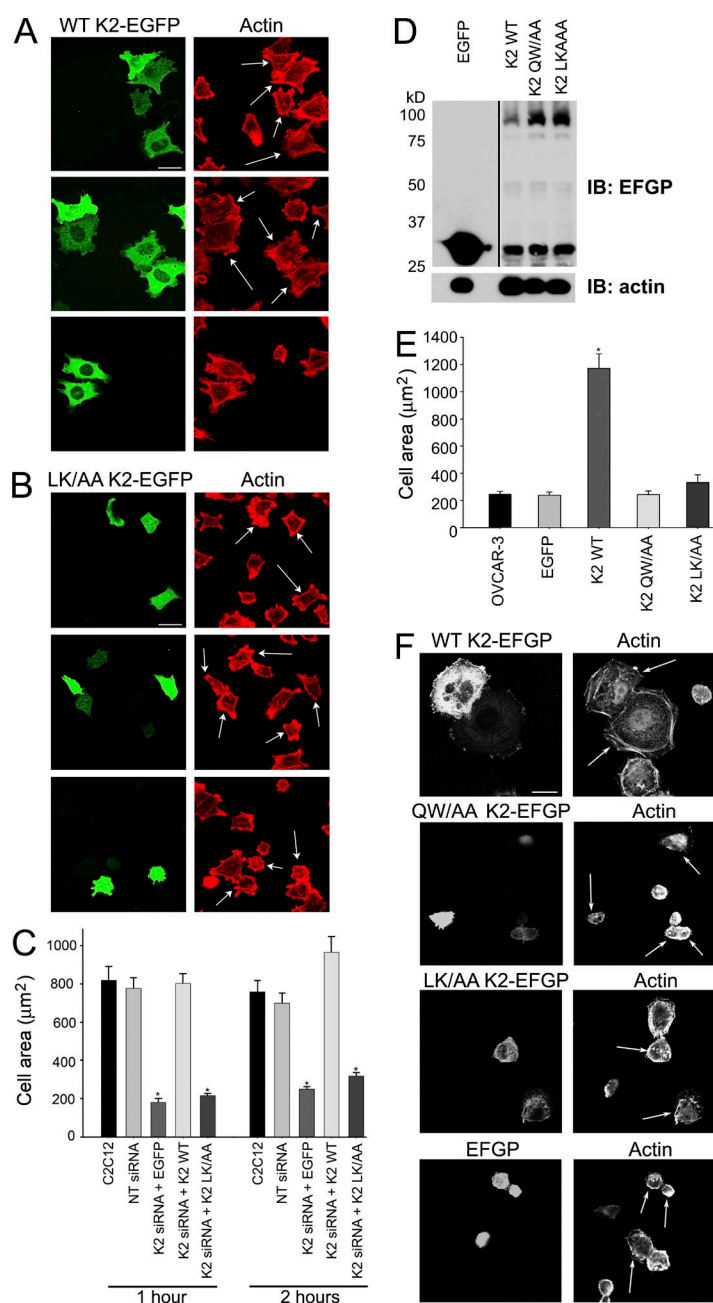 A
WT K2-EGFP
Actin
B
LK/AA K2-EGFP
Actin
C
Cell area (µm²)
1000
800
600
400
200
0
C2C12
NT siRNA
K2 siRNA + EGFP
K2 siRNA + K2 WT
K2 siRNA + K2 LK/AA
C2C12
NT siRNA
K2 siRNA + EGFP
K2 siRNA + K2 WT
K2 siRNA + K2 LK/AA
* * * *
1 hour
2 hours
D
EGFP
K2 WT
K2 QW/AA
K2 LKAAA
kD
100
75
50
37
25
IB: EFGP
IB: actin
E
Cell area (µm²)
1400
1200
1000
800
600
400
200
0
*
OVCAR-3
EGFP
K2 WT
K2 QW/AA
K2 LK/AA
F
WT K2-EFGP
Actin
QW/AA K2-EFGP
Actin
LK/AA K2-EFGP
Actin
EFGP
Actin